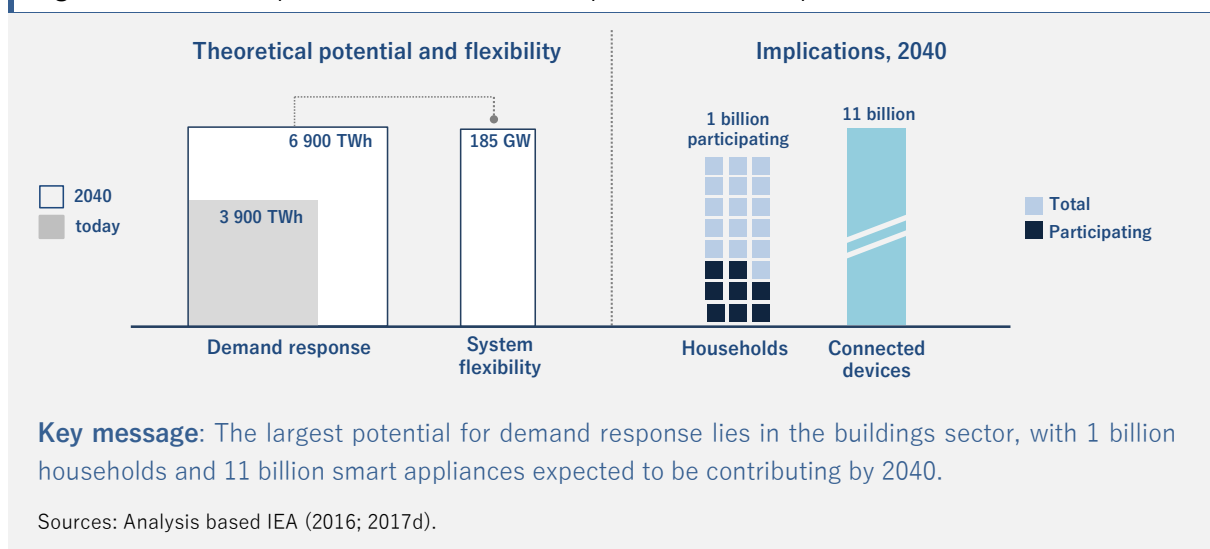 Theoretical potential and flexibility
Implications, 2040
6 900 TWh
185 GW
3 900 TWh
2040
today
Demand response
System
flexibility
1 billion
participating
11 billion
Total
Participating
Households
Connected
devices
Key message: The largest potential for demand response lies in the buildings sector, with 1 billion
households and 11 billion smart appliances expected to be contributing by 2040.
Sources: Analysis based IEA (2016; 2017d).